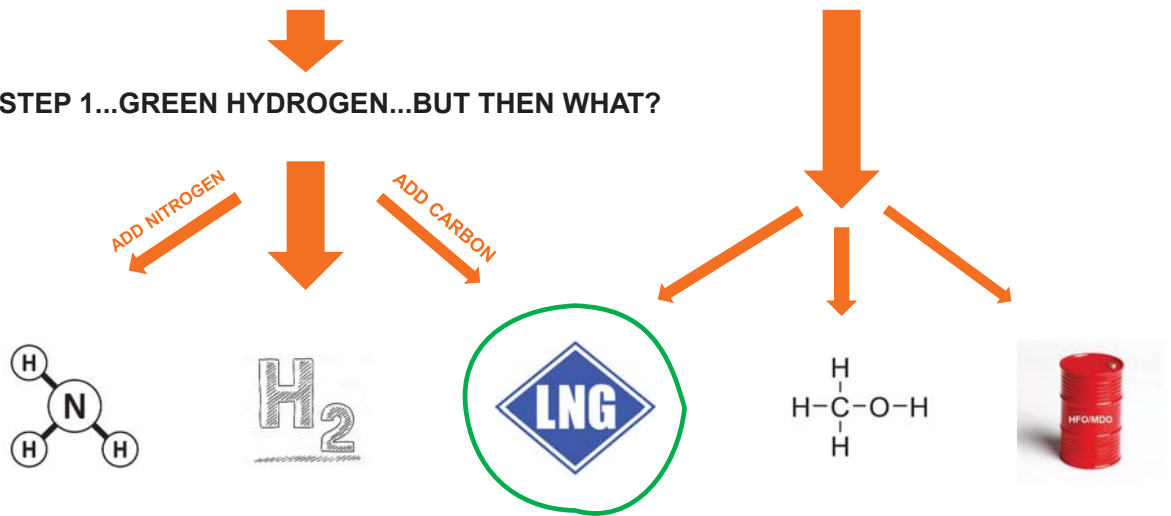 STEP 1...GREEN HYDROGEN...BUT THEN WHAT?
ADD NITROGEN
ADD CARBON
H
N
H
H
H2
LNG
H
H-C-O-H
H
HFO/MDO